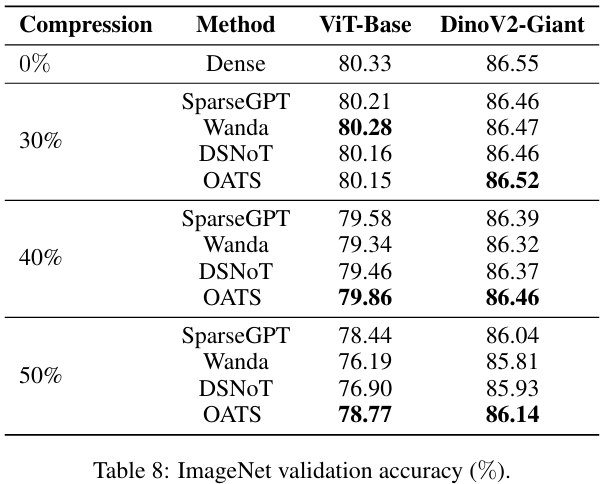 Compression Method ViT-Base DinoV2-Giant
0% Dense 80.33 86.55
30%
SparseGPT 80.21 86.46
Wanda 80.28 86.47
DSNoT 80.16 86.46
OATS 80.15 86.52
40%
SparseGPT 79.58 86.39
Wanda 79.34 86.32
DSNoT 79.46 86.37
OATS 79.86 86.46
50%
SparseGPT 78.44 86.04
Wanda 76.19 85.81
DSNoT 76.90 85.93
OATS 78.77 86.14
Table 8: ImageNet validation accuracy (%).